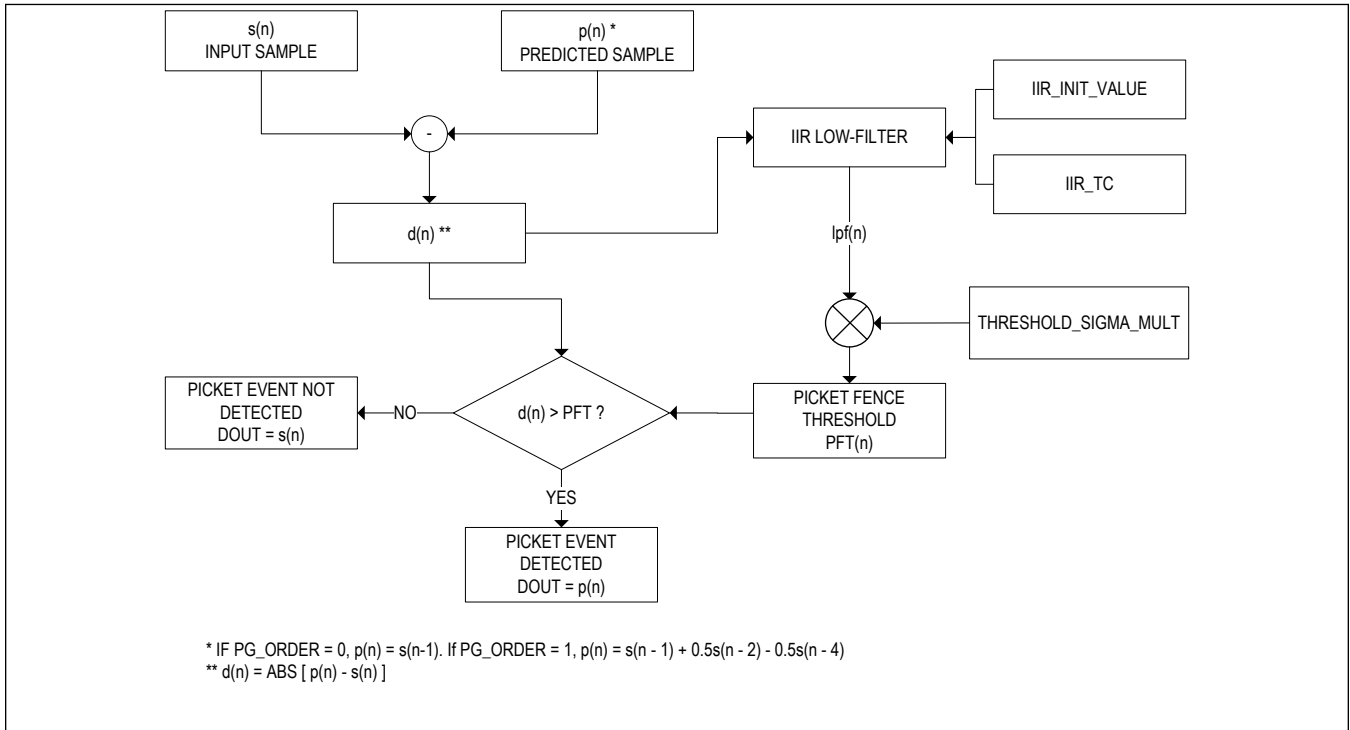 s(n)
INPUT SAMPLE
p(n) *
PREDICTED SAMPLE
-
IIR LOW-FILTER
IIR_INIT_VALUE
IIR_TC
d(n) **
lpf(n)
THRESHOLD_SIGMA_MULT
PICKET EVENT NOT
DETECTED
DOUT = s(n)
NO
d(n) > PFT ?
PICKET FENCE
THRESHOLD
PFT(n)
YES
PICKET EVENT
DETECTED
DOUT = p(n)
* IF PG_ORDER = 0, p(n) = s(n-1). If PG_ORDER = 1, p(n) = s(n - 1) + 0.5s(n - 2) - 0.5s(n - 4)
** d(n) = ABS [ p(n) - s(n) ]